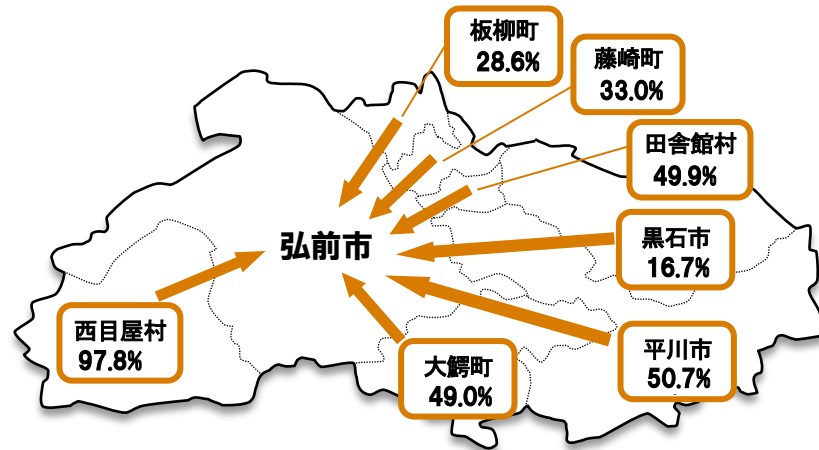 板柳町
28.6%
藤崎町
33.0%
田舎館村
49.9%
弘前市
黒石市
16.7%
西目屋村
97.8%
大鰐町
49.0%
平川市
50.7%